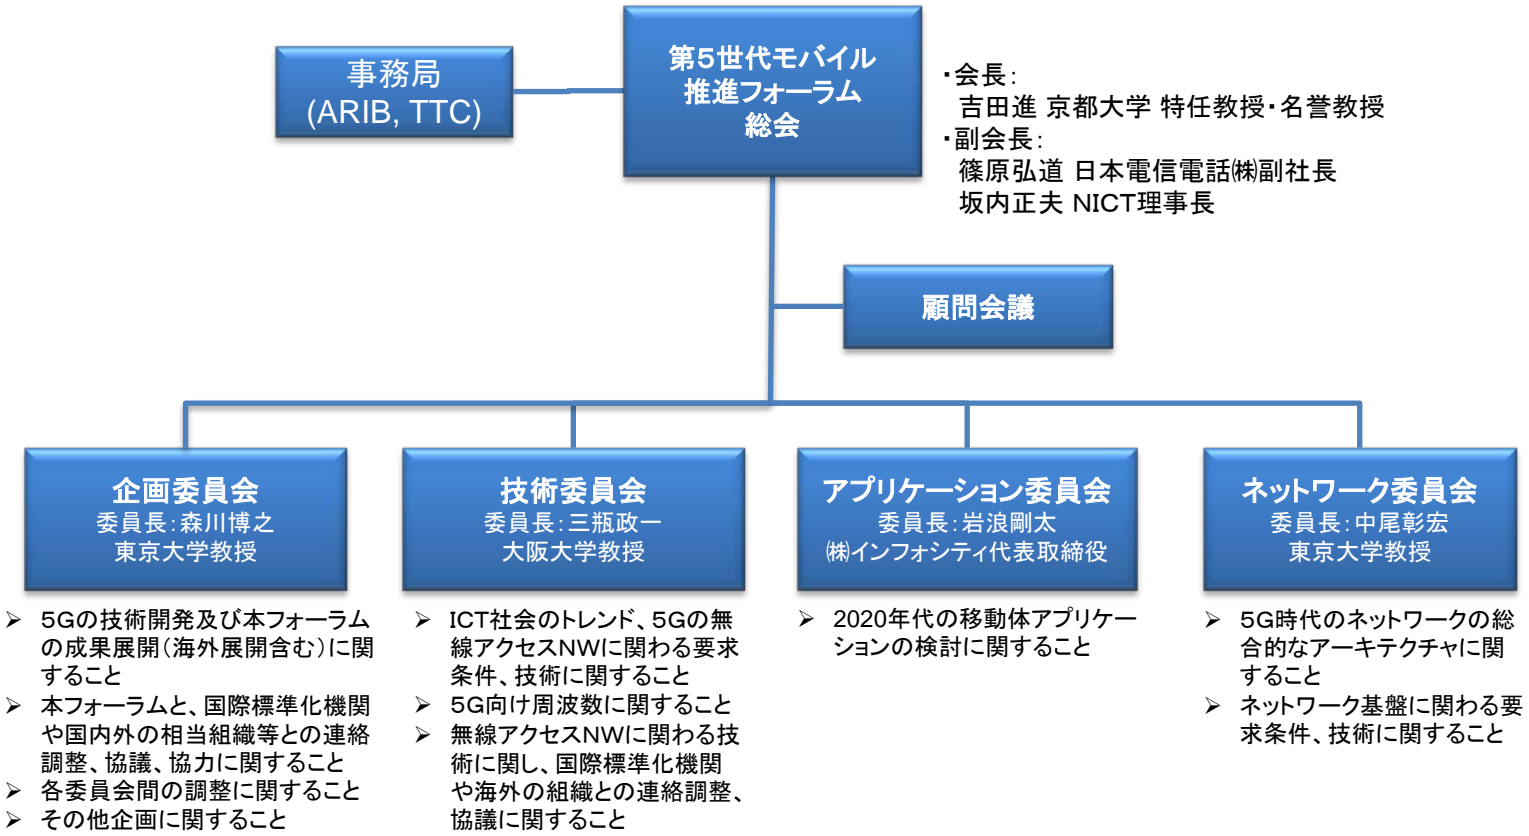 事務局
(ARIB, TTC)
第5世代モバイル
推進フォーラム
総会
・会長：
吉田進 京都大学 特任教授・名誉教授
・副会長：
篠原弘道 日本電信電話㈱副社長
坂内正夫 NICT理事長
顧問会議
企画委員会
委員長：森川博之
東京大学教授
技術委員会
委員長：三瓶政一
大阪大学教授
アプリケーション委員会
委員長：岩浪剛太
㈱インフォシティ代表取締役
ネットワーク委員会
委員長：中尾彰宏
東京大学教授
➢ 5Gの技術開発及び本フォーラム
の成果展開（海外展開含む）に関
すること
➢ 本フォーラムと、国際標準化機関
や国内外の相当組織等との連絡
調整、協議、協力に関すること
➢ 各委員会間の調整に関すること
➢ その他企画に関すること
➢ ICT社会のトレンド、5Gの無
線アクセスNWに関わる要求
条件、技術に関すること
➢ 5G向け周波数に関すること
➢ 無線アクセスNWに関わる技
術に関し、国際標準化機関
や海外の組織との連絡調整、
協議に関すること
➢ 2020年代の移動体アプリケー
ションの検討に関すること
➢ 5G時代のネットワークの総
合的なアーキテクチャに関
すること
➢ ネットワーク基盤に関わる要
求条件、技術に関すること